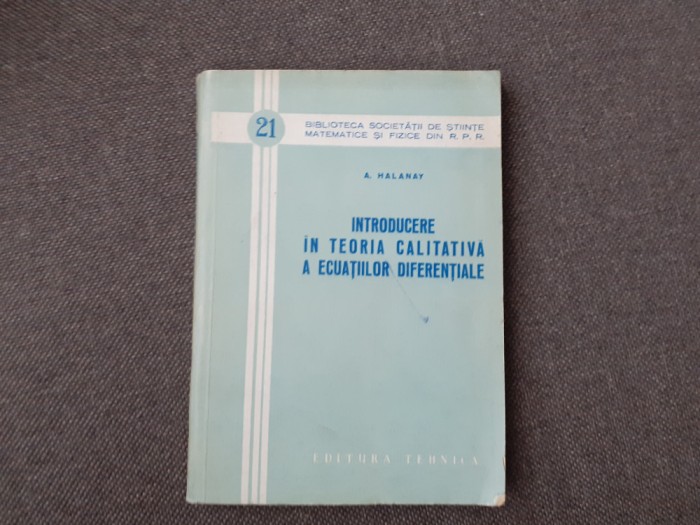 21
BIBLIOTECA SOCIETĂȚII DE ȘTIINȚE
MATEMATICE ȘI FIZICE DIN R. P. R.
A. HALANAY
INTRODUCERE
ÎN TEORIA CALITATIVĂ
A ECUAȚIILOR DIFERENȚIALE
EDITURA TEHNICĂ